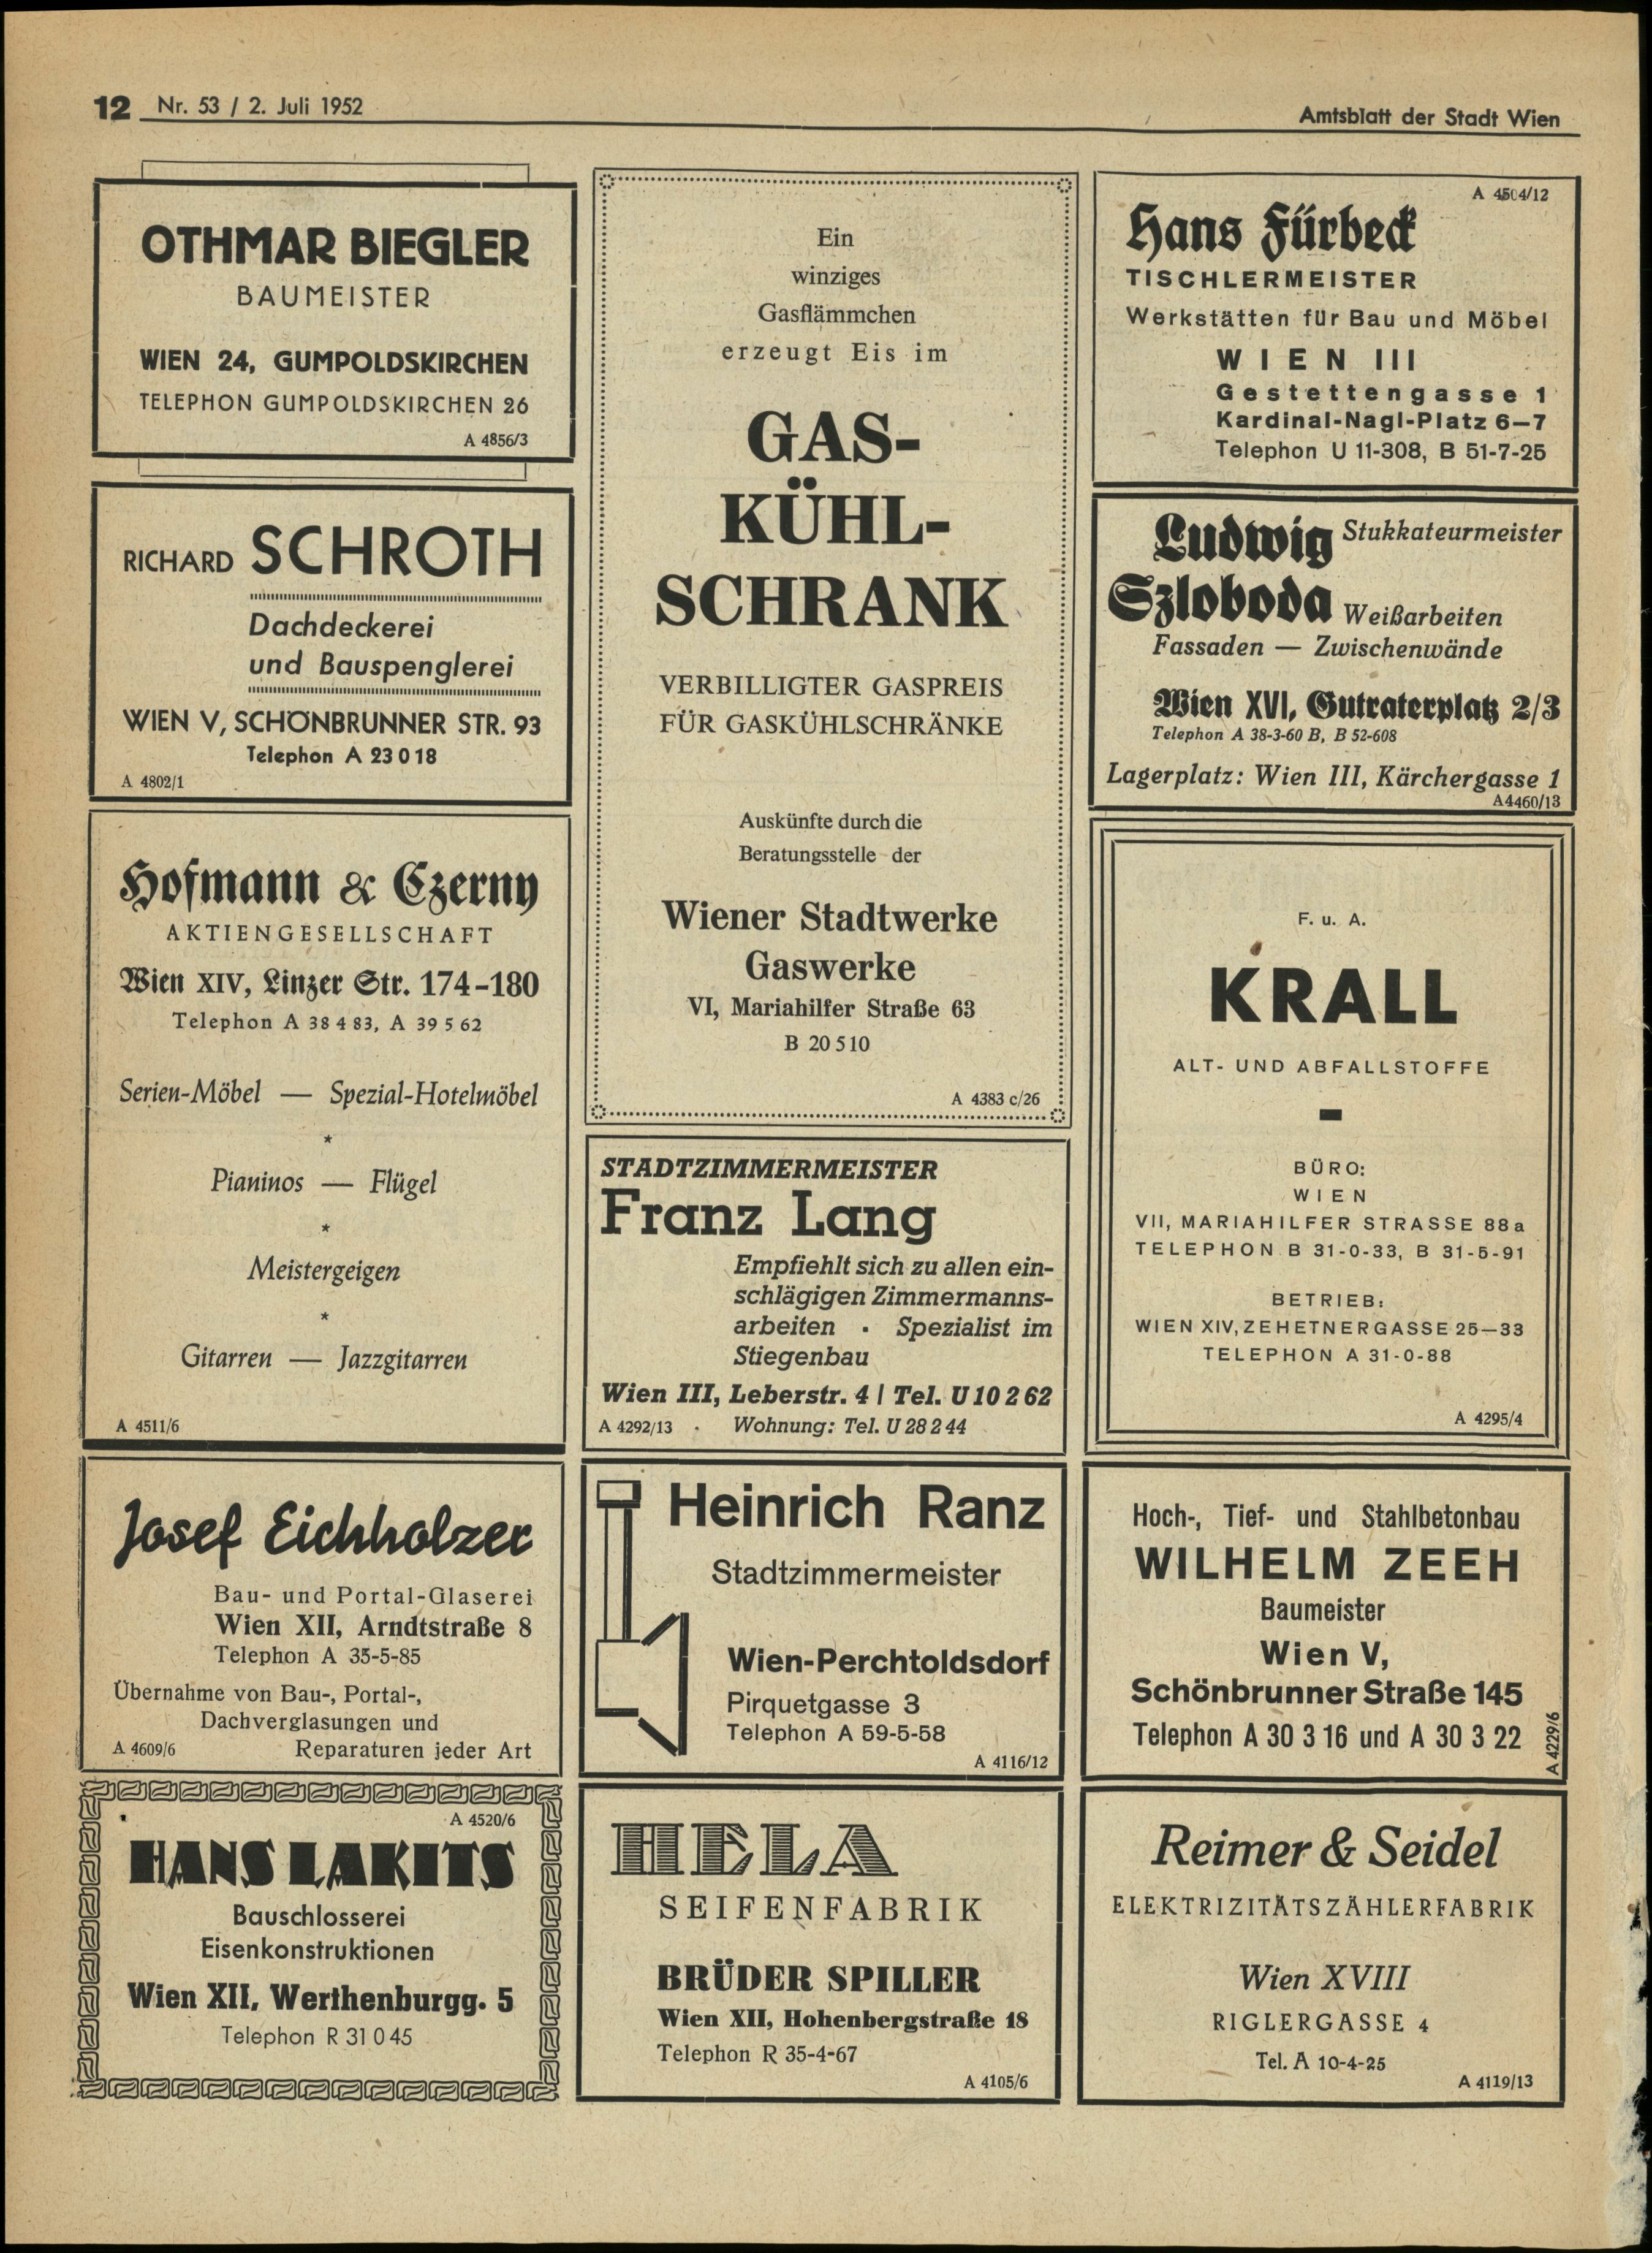 12 Nr. 53 / 2. Juli 1952
Amtsblatt der Stadt Wien
OTHMAR BIEGLER
BAUMEISTER
WIEN 24, GUMPOLDSKIRCHEN
TELEPHON GUMPOLDSKIRCHEN 26
A 4856/3
RICHARD SCHROTH
Dachdeckerei
und Bauspenglerei
WIEN V, SCHÖNBRUNNER STR. 93
Telephon A 23 0 18
A 4802/1
Hofmann & Czerny
AKTIENGESELLSCHAFT
Wien XIV, Linzer Str. 174-180
Telephon A 38 4 83, A 39 5 62
Serien-Möbel — Spezial-Hotelmöbel
*
Pianinos — Flügel
*
Meistergeigen
*
Gitarren — Jazzgitarren
A 4511/6
Josef Eichholzer
Bau- und Portal-Glaserei
Wien XII, Arndtstraße 8
Telephon A 35-5-85
Übernahme von Bau-, Portal-,
Dachverglasungen und
A 4609/6 Reparaturen jeder Art
A 4520/6
HANS LAKITS
Bauschlosserei
Eisenkonstruktionen
Wien XII, Werthenburgg. 5
Telephon R 31 0 45
Ein
winziges
Gasflämmchen
erzeugt Eis im
GAS-
KÜHL-
SCHRANK
VERBILLIGTER GASPREIS
FÜR GASKÜHLSCHRÄNKE
Auskünfte durch die
Beratungsstelle der
Wiener Stadtwerke
Gaswerke
VI, Mariahilfer Straße 63
B 20 5 10
A 4383 c/26
STADTZIMMERMEISTER
Franz Lang
Empfiehlt sich zu allen ein-
schlägigen Zimmermanns-
arbeiten · Spezialist im
Stiegenbau
Wien III, Leberstr. 4 | Tel. U 10 2 62
A 4292/13 · Wohnung: Tel. U 28 2 44
Heinrich Ranz
Stadtzimmermeister
Wien-Perchtoldsdorf
Pirquetgasse 3
Telephon A 59-5-58
A 4116/12
HELA
SEIFENFABRIK
BRÜDER SPILLER
Wien XII, Hohenbergstraße 18
Telephon R 35-4-67
A 4105/6
A 4504/12
Hans Fürbeck
TISCHLERMEISTER
Werkstätten für Bau und Möbel
WIEN III
Gestettengasse 1
Kardinal-Nagl-Platz 6—7
Telephon U 11-308, B 51-7-25
Ludwig Stukkateurmeister
Szloboda Weißarbeiten
Fassaden — Zwischenwände
Wien XVI, Gutraterplatz 2/3
Telephon A 38-3-60 B, B 52-608
Lagerplatz: Wien III, Kärchergasse 1
A4460/13
F. u. A.
KRALL
ALT- UND ABFALLSTOFFE
BÜRO:
WIEN
VII, MARIAHILFER STRASSE 88a
TELEPHON B 31-0-33, B 31-5-91
BETRIEB:
WIEN XIV, ZEHETNERGASSE 25—33
TELEPHON A 31-0-88
A 4295/4
Hoch-, Tief- und Stahlbetonbau
WILHELM ZEEH
Baumeister
Wien V,
Schönbrunner Straße 145
Telephon A 30 3 16 und A 30 3 22
A 4229/6
Reimer & Seidel
ELEKTRIZITÄTSZÄHLERFABRIK
Wien XVIII
RIGLERGASSE 4
Tel. A 10-4-25
A 4119/13